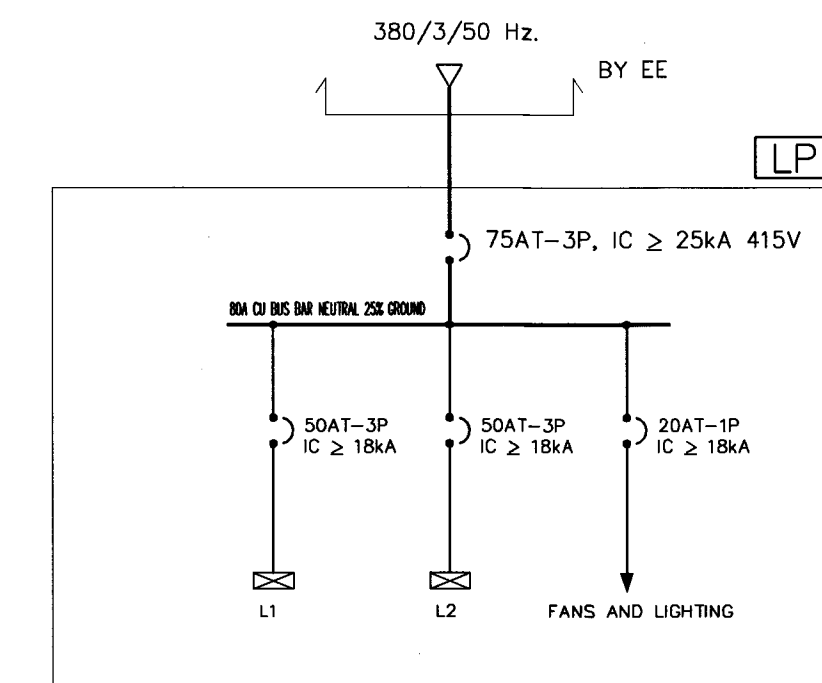 380/3/50 Hz.
BY EE
LP
75AT-3P, IC ≥ 25kA 415V
80A CU BUS BAR NEUTRAL 25% GROUND
50AT-3P
IC ≥ 18kA
50AT-3P
IC ≥ 18kA
20AT-1P
IC ≥ 18kA
L1
L2
FANS AND LIGHTING